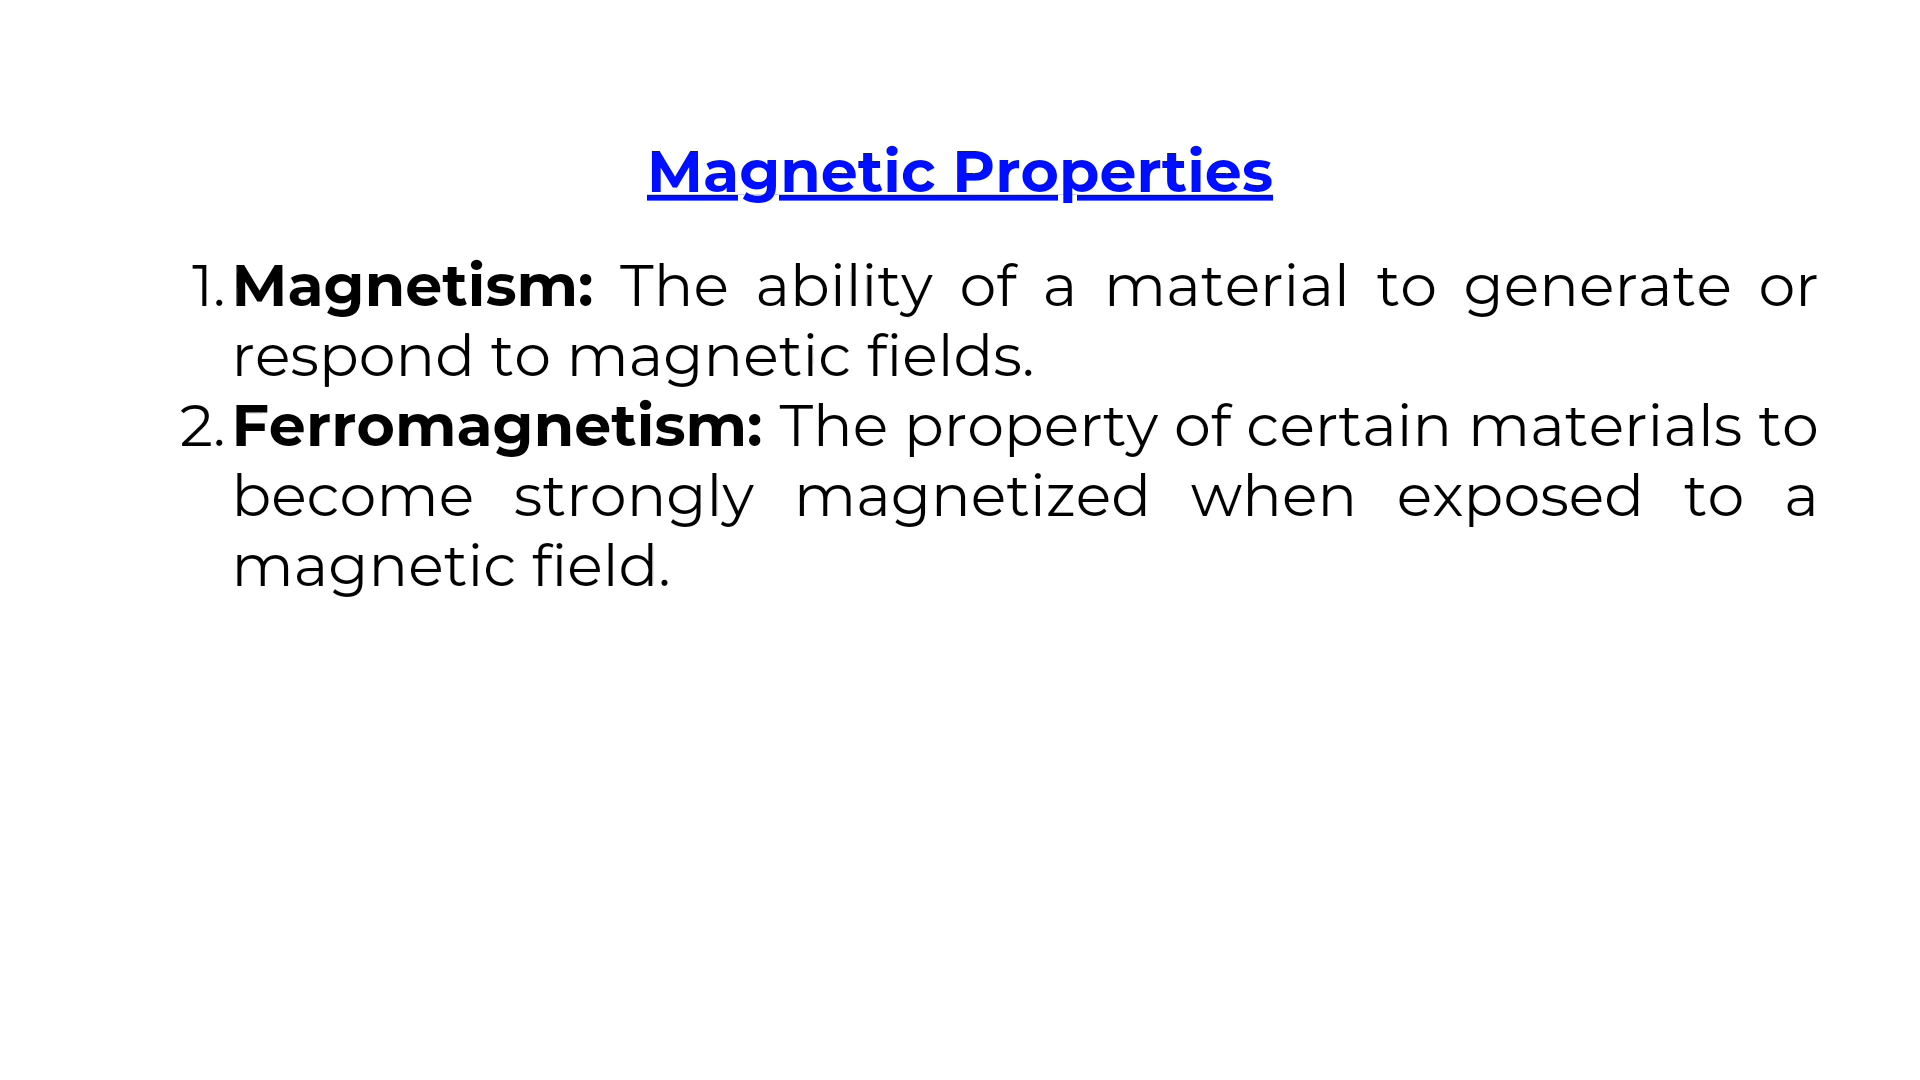 Magnetic Properties
1. Magnetism: The ability of a material to generate or
respond to magnetic fields.
2. Ferromagnetism: The property of certain materials to
become strongly magnetized when exposed to a
magnetic field.